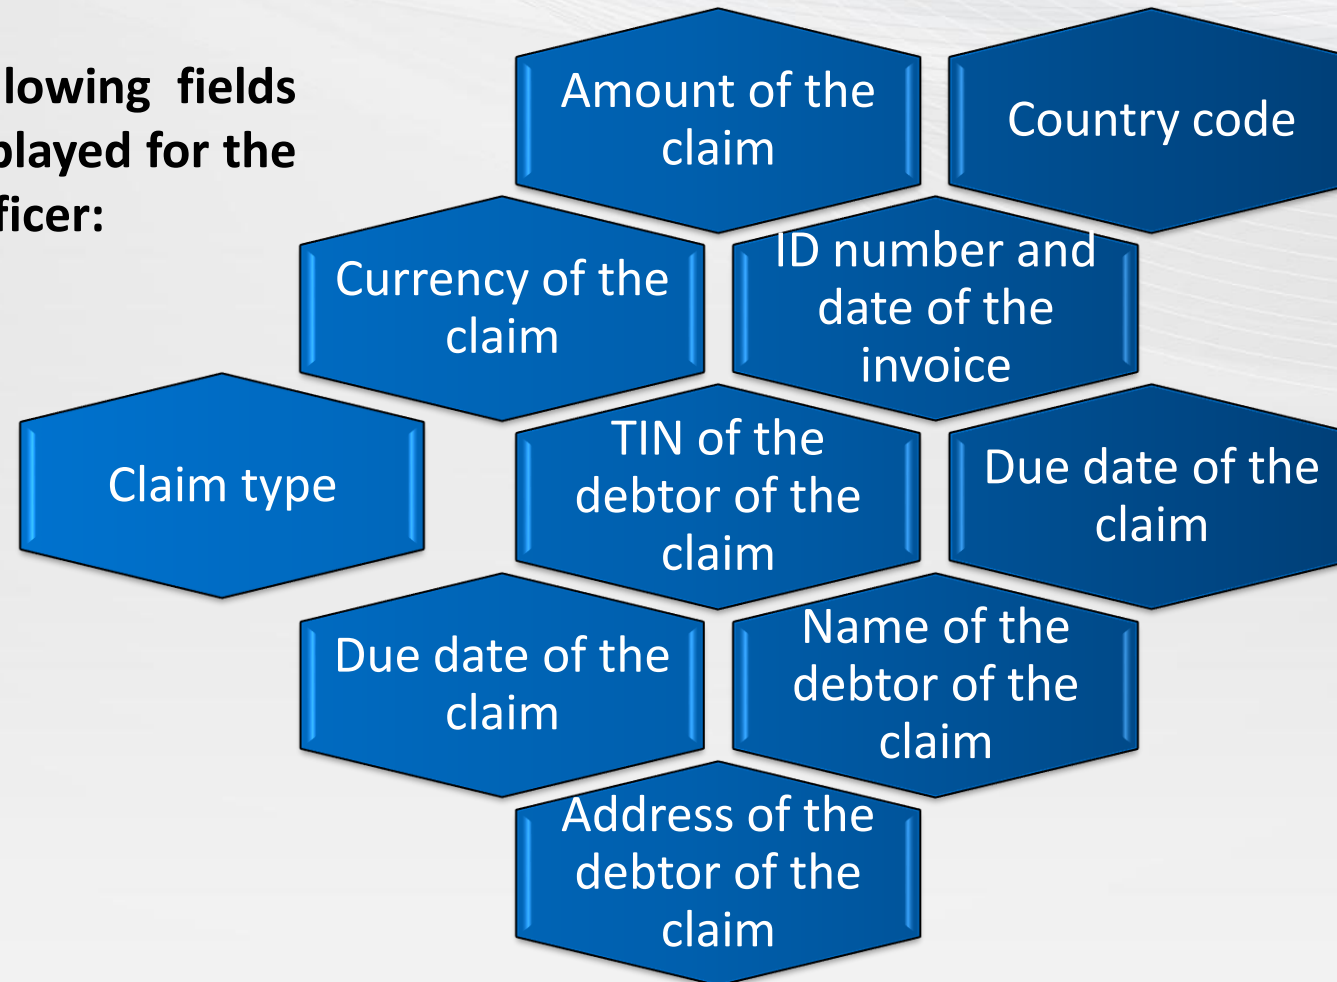 lowing fields
played for the
ficer:
Amount of the
claim
Country code
Currency of the
claim
ID number and
date of the
invoice
Claim type
TIN of the
debtor of the
claim
Due date of the
claim
Due date of the
claim
Name of the
debtor of the
claim
Address of the
debtor of the
claim